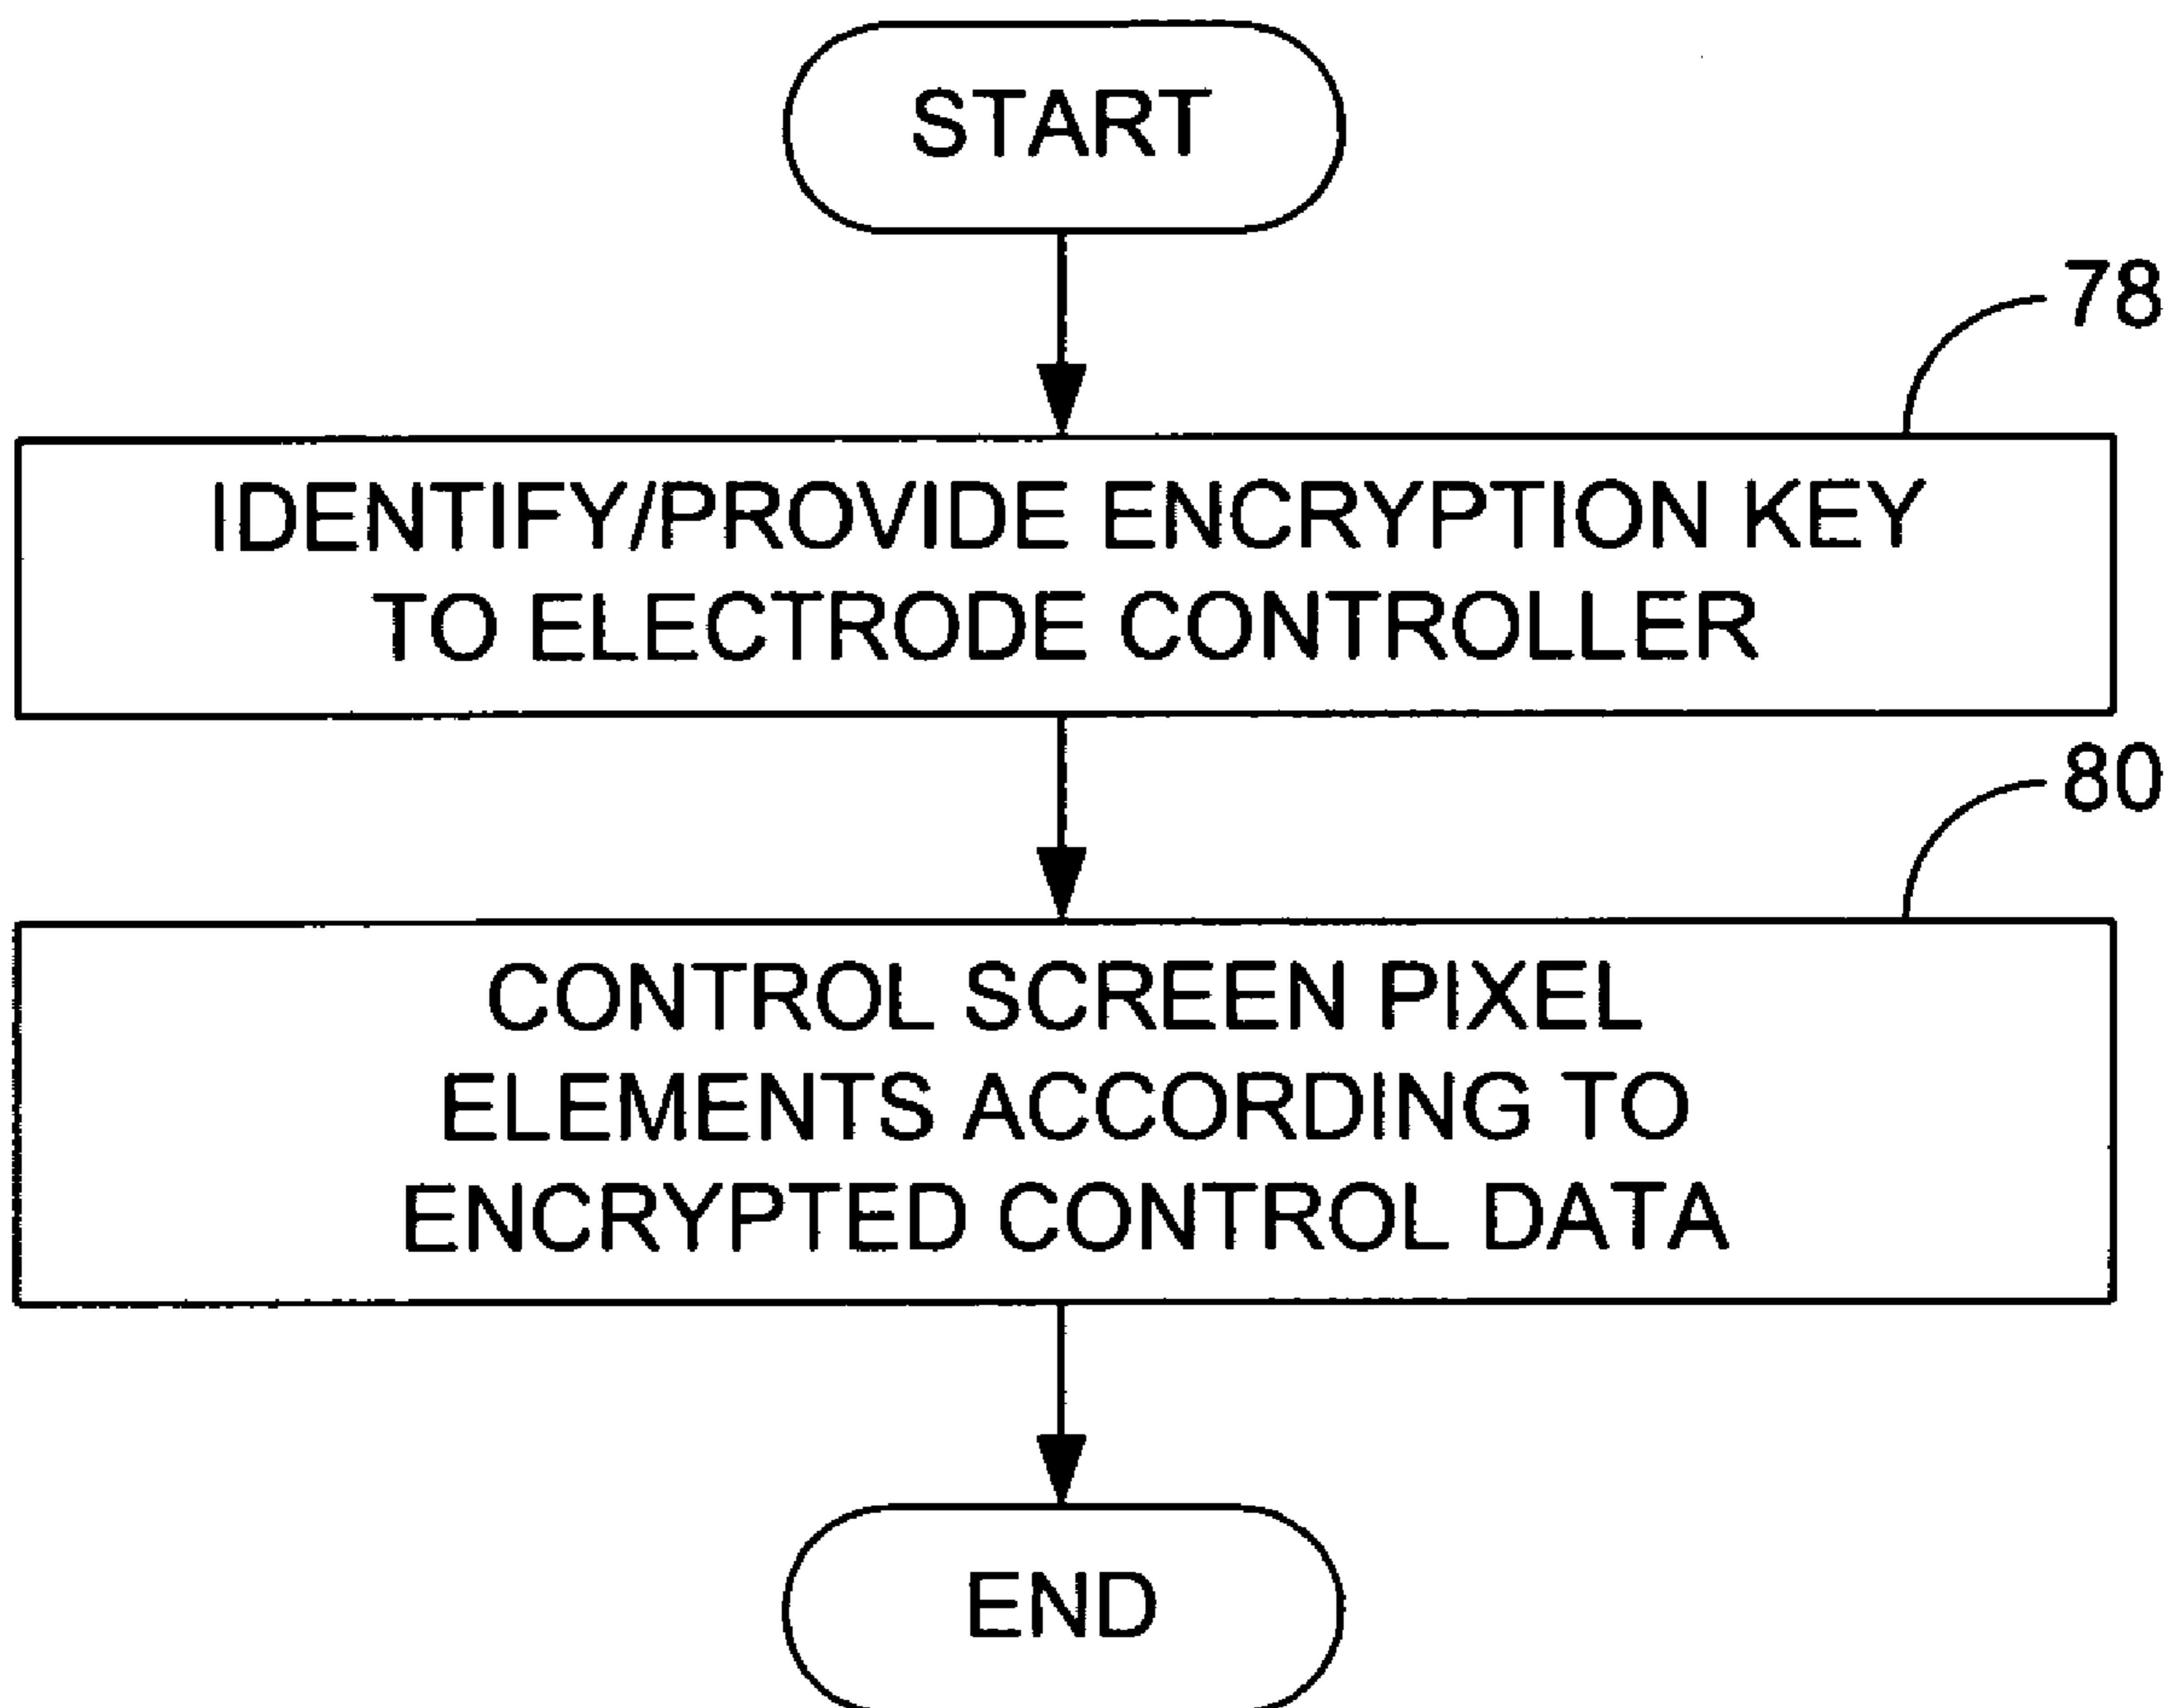 START
78
IDENTIFY/PROVIDE ENCRYPTION KEY
TO ELECTRODE CONTROLLER
80
CONTROL SCREEN PIXEL
ELEMENTS ACCORDING TO
ENCRYPTED CONTROL DATA
END